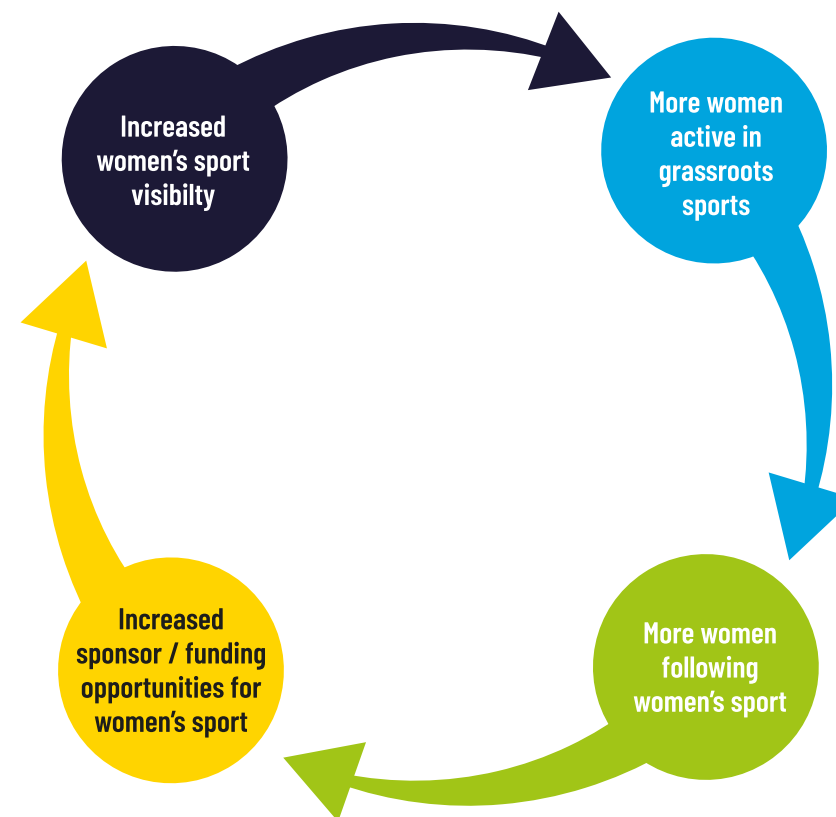 Increased
women’s sport
visibilty
More women
active in
grassroots
sports
More women
following
women’s sport
Increased
sponsor / funding
opportunities for
women’s sport